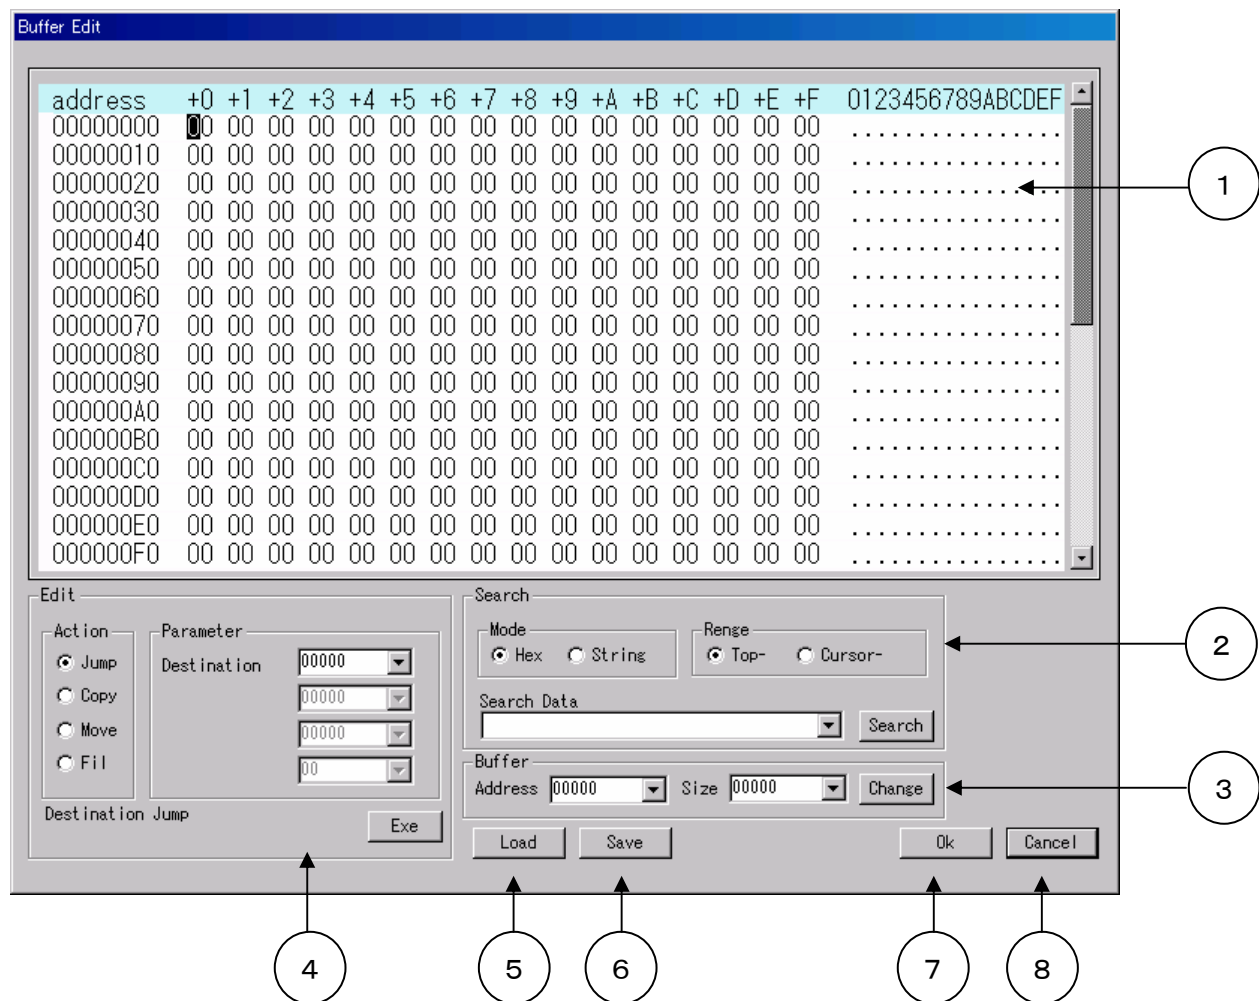 Buffer Edit
address +0 +1 +2 +3 +4 +5 +6 +7 +8 +9 +A +B +C +D +E +F 0123456789ABCDEF
00000000 00 00 00 00 00 00 00 00 00 00 00 00 00 00 00 00 ................
00000010 00 00 00 00 00 00 00 00 00 00 00 00 00 00 00 00 ................
00000020 00 00 00 00 00 00 00 00 00 00 00 00 00 00 00 00 ................
00000030 00 00 00 00 00 00 00 00 00 00 00 00 00 00 00 00 ................
00000040 00 00 00 00 00 00 00 00 00 00 00 00 00 00 00 00 ................
00000050 00 00 00 00 00 00 00 00 00 00 00 00 00 00 00 00 ................
00000060 00 00 00 00 00 00 00 00 00 00 00 00 00 00 00 00 ................
00000070 00 00 00 00 00 00 00 00 00 00 00 00 00 00 00 00 ................
00000080 00 00 00 00 00 00 00 00 00 00 00 00 00 00 00 00 ................
00000090 00 00 00 00 00 00 00 00 00 00 00 00 00 00 00 00 ................
000000A0 00 00 00 00 00 00 00 00 00 00 00 00 00 00 00 00 ................
000000B0 00 00 00 00 00 00 00 00 00 00 00 00 00 00 00 00 ................
000000C0 00 00 00 00 00 00 00 00 00 00 00 00 00 00 00 00 ................
000000D0 00 00 00 00 00 00 00 00 00 00 00 00 00 00 00 00 ................
000000E0 00 00 00 00 00 00 00 00 00 00 00 00 00 00 00 00 ................
000000F0 00 00 00 00 00 00 00 00 00 00 00 00 00 00 00 00 ................
1
Edit
Action
Jump
Copy
Move
Fil
Parameter
Destination 00000
00000
00000
00
Destination Jump
Exe
Search
Mode
Hex String
Renge
Top- Cursor-
Search Data
Search
2
Buffer
Address 00000 Size 00000 Change
3
Load Save Ok Cancel
4 5 6 7 8